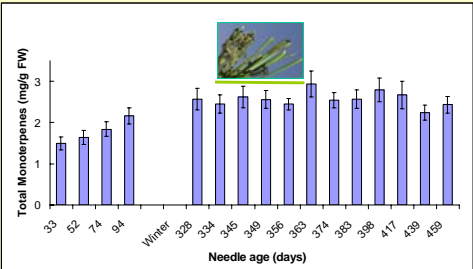 Total Monoterpenes (mg/g FW)
3
2
1
0
33 52 74 94 Winter 328 334 345 349 356 363 374 383 398 417 439 459
Needle age (days)